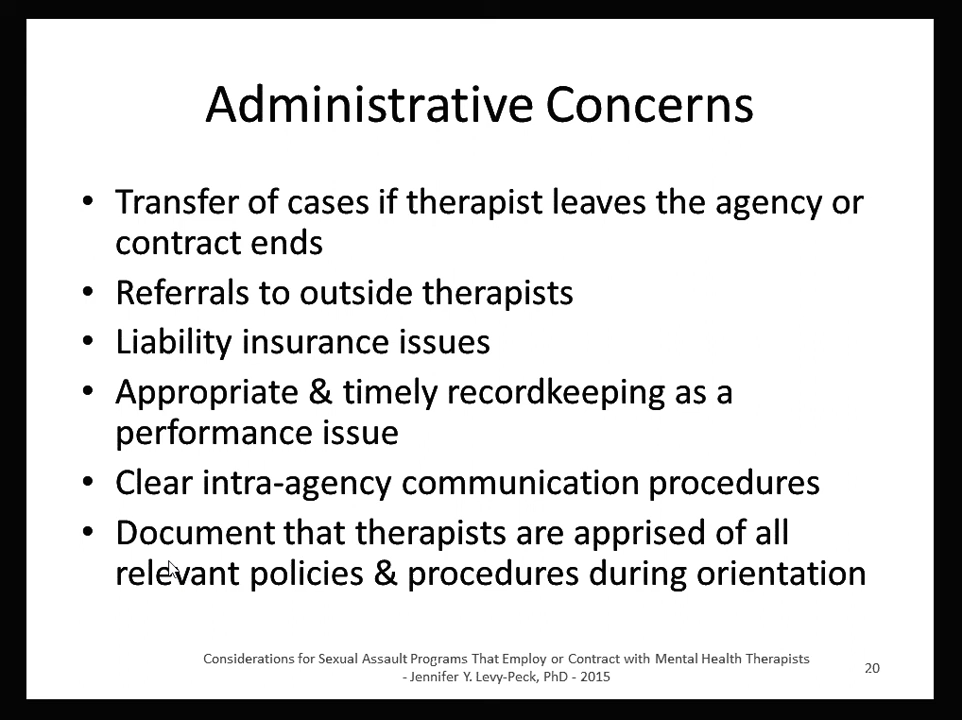 Administrative Concerns
• Transfer of cases if therapist leaves the agency or
contract ends
• Referrals to outside therapists
• Liability insurance issues
• Appropriate & timely recordkeeping as a
performance issue
• Clear intra-agency communication procedures
• Document that therapists are apprised of all
relevant policies & procedures during orientation
Considerations for Sexual Assault Programs That Employ or Contract with Mental Health Therapists
- Jennifer Y. Levy-Peck, PhD - 2015
20